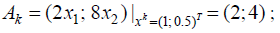 A_k = (2x_1; 8x_2)|_{x^k=(1; 0.5)^T} = (2; 4);